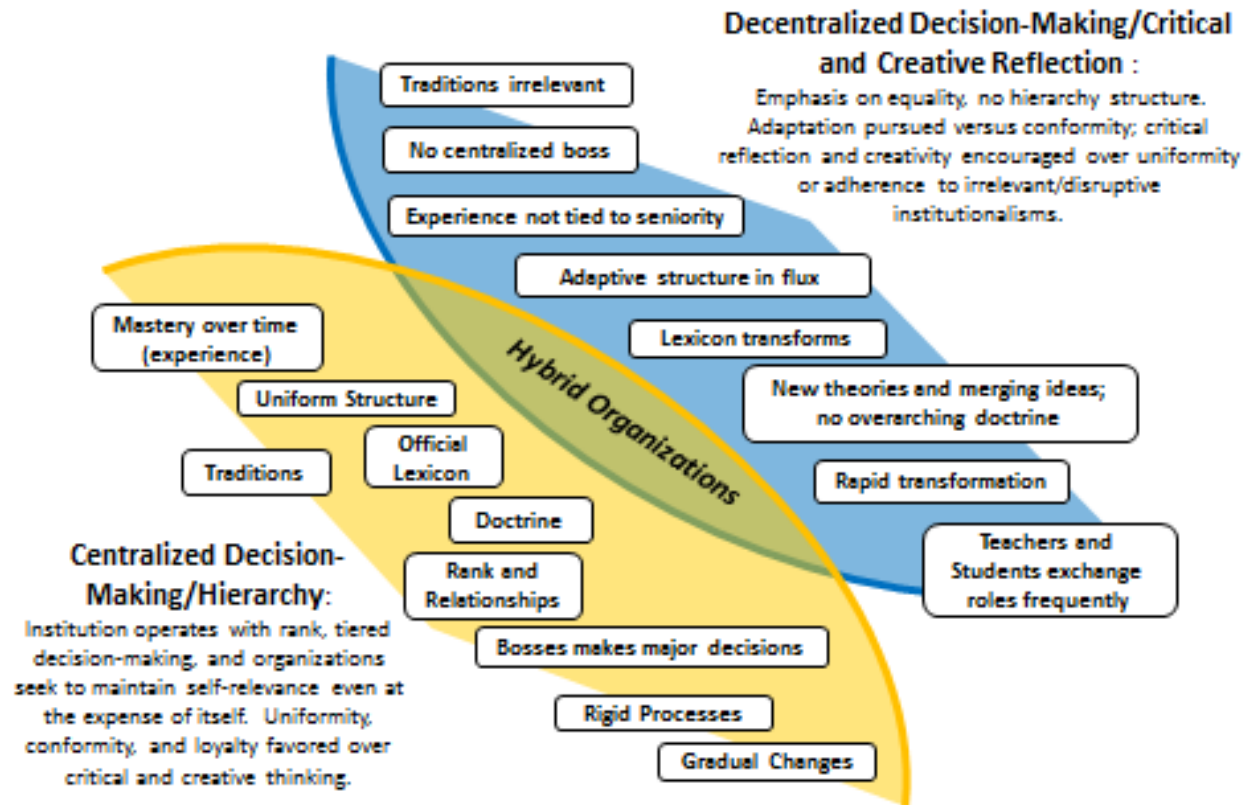 Decentralized Decision-Making/Critical
and Creative Reflection :
Emphasis on equality, no hierarchy structure.
Adaptation pursued versus conformity; critical
reflection and creativity encouraged over uniformity
or adherence to irrelevant/disruptive
institutionalisms.
Traditions irrelevant
No centralized boss
Experience not tied to seniority
Adaptive structure in flux
Lexicon transforms
New theories and merging ideas;
no overarching doctrine
Rapid transformation
Teachers and
Students exchange
roles frequently
Hybrid Organizations
Mastery over time
(experience)
Uniform Structure
Official
Lexicon
Traditions
Doctrine
Rank and
Relationships
Bosses makes major decisions
Rigid Processes
Gradual Changes
Centralized Decision-
Making/Hierarchy:
Institution operates with rank, tiered
decision-making, and organizations
seek to maintain self-relevance even at
the expense of itself. Uniformity,
conformity, and loyalty favored over
critical and creative thinking.